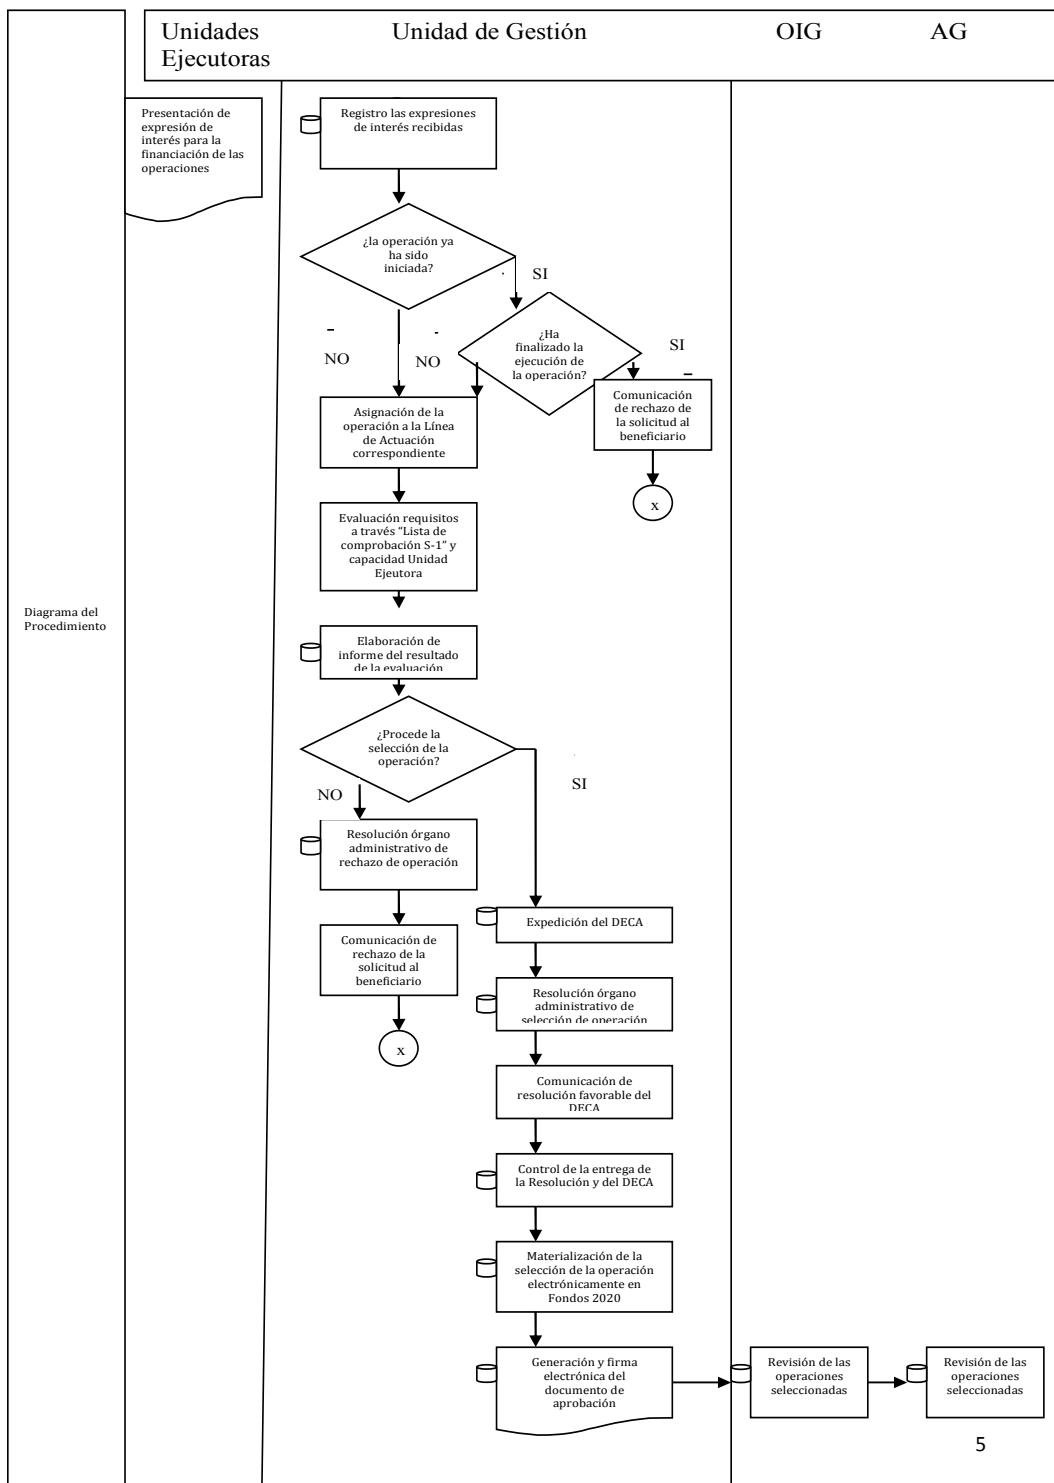 Unidades
Ejecutoras
Unidad de Gestión
OIG
AG
Presentación de
expresión de
interés para la
financiación de las
operaciones
Registro las expresiones
de interés recibidas
¿la operación ya
ha sido
iniciada?
SI
¿Ha
finalizado la
ejecución de
la operación?
SI
NO
NO
Comunicación
de rechazo de
la solicitud al
beneficiario
x
Asignación de la
operación a la Línea
de Actuación
correspondiente
Evaluación requisitos
a través “Lista de
comprobación S-1” y
capacidad Unidad
Ejeutora
Diagrama del
Procedimiento
Elaboración de
informe del resultado
de la evaluación
¿Procede la
selección de la
operación?
SI
NO
Resolución órgano
administrativo de
rechazo de operación
Comunicación de
rechazo de la
solicitud al
beneficiario
x
Expedición del DECA
Resolución órgano
administrativo de
selección de operación
Comunicación de
resolución favorable del
DECA
Control de la entrega de
la Resolución y del DECA
Materialización de la
selección de la operación
electrónicamente en
Fondos 2020
Generación y firma
electrónica del
documento de
aprobación
Revisión de las
operaciones
seleccionadas
Revisión de las
operaciones
seleccionadas
5